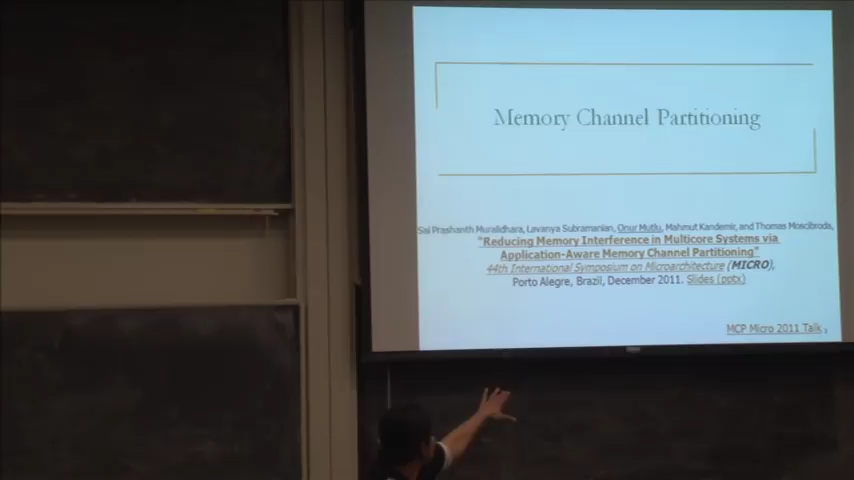 Memory Channel Partitioning
Sai Prashanth Muralidhara, Lavanya Subramanian, Onur Mutlu, Mahmut Kandemir, and Thomas Moscibroda,
"Reducing Memory Interference in Multicore Systems via
Application-Aware Memory Channel Partitioning"
44th International Symposium on Microarchitecture (MICRO),
Porto Alegre, Brazil, December 2011. Slides (pptx)
MCP Micro 2011 Talk